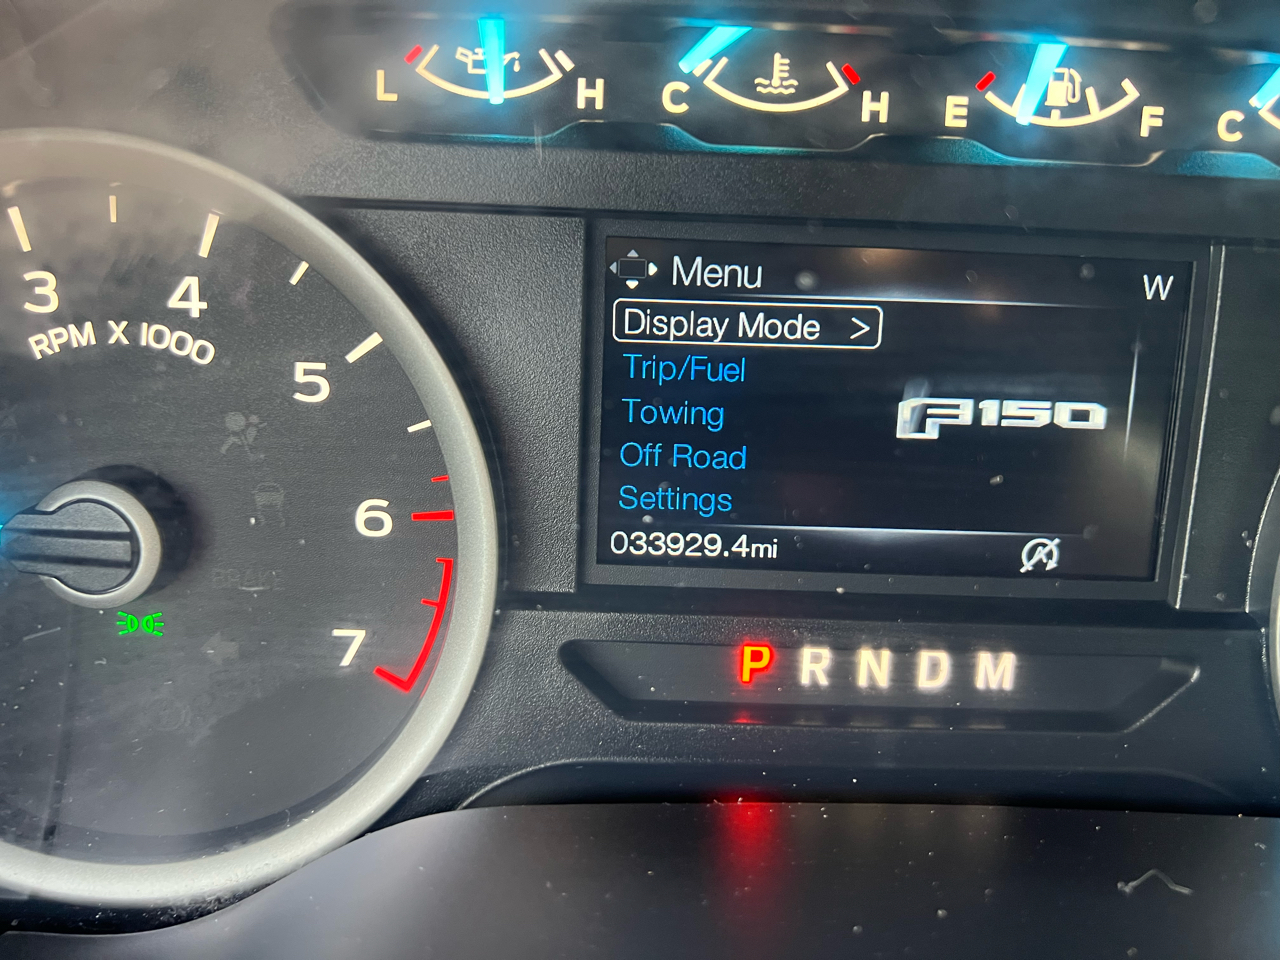 L H C H E F C
3 4 5 6 7
RPM X 1000
Menu W
Display Mode >
Trip/Fuel
Towing
Off Road
Settings
F150
033929.4mi
BRAKE
P R N D M